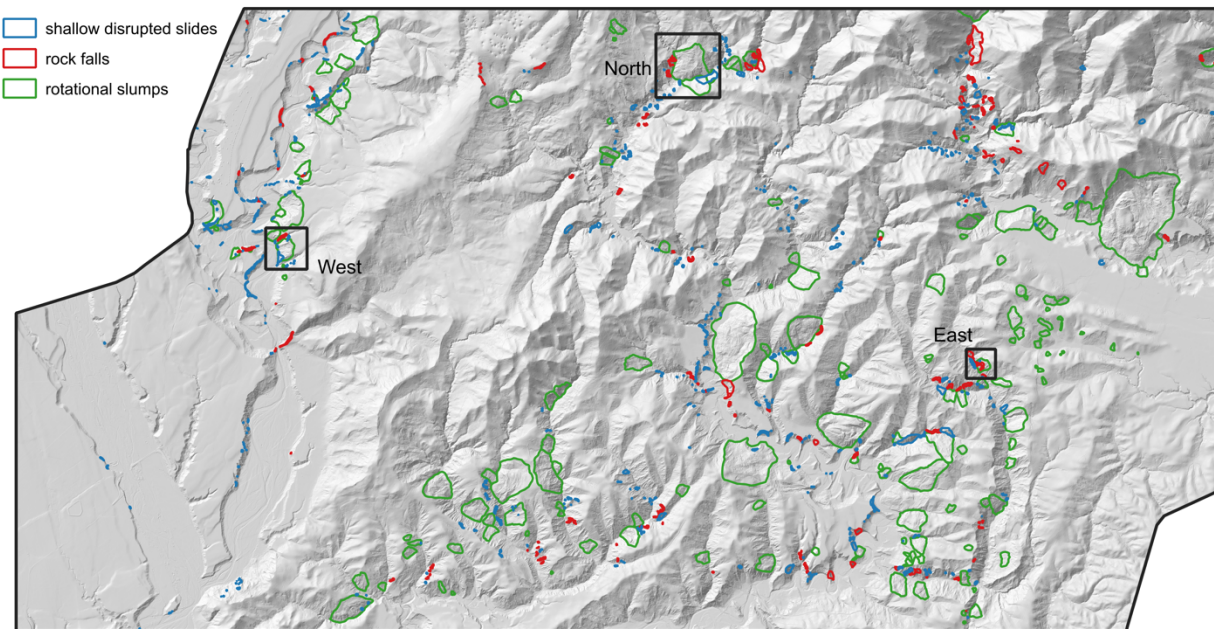 shallow disrupted slides
rock falls
rotational slumps
North
West
East